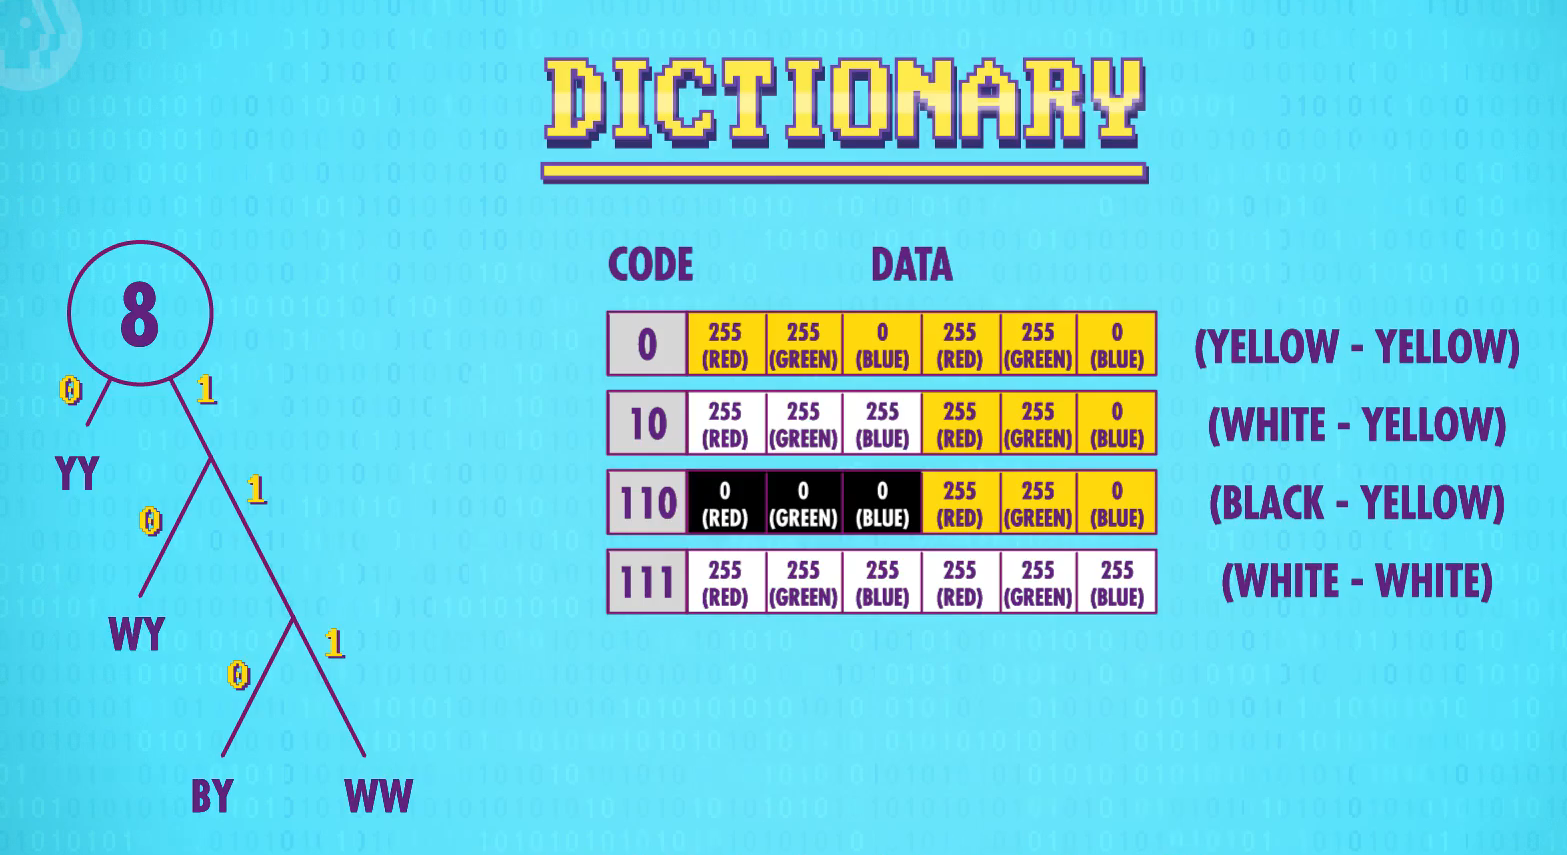 DICTIONARY
CODE DATA
0 255 (RED) 255 (GREEN) 0 (BLUE) 255 (RED) 255 (GREEN) 0 (BLUE) (YELLOW - YELLOW)
10 255 (RED) 255 (GREEN) 255 (BLUE) 255 (RED) 255 (GREEN) 0 (BLUE) (WHITE - YELLOW)
110 0 (RED) 0 (GREEN) 0 (BLUE) 255 (RED) 255 (GREEN) 0 (BLUE) (BLACK - YELLOW)
111 255 (RED) 255 (GREEN) 255 (BLUE) 255 (RED) 255 (GREEN) 255 (BLUE) (WHITE - WHITE)
8
0 1
YY
0 1
WY
0 1
BY WW